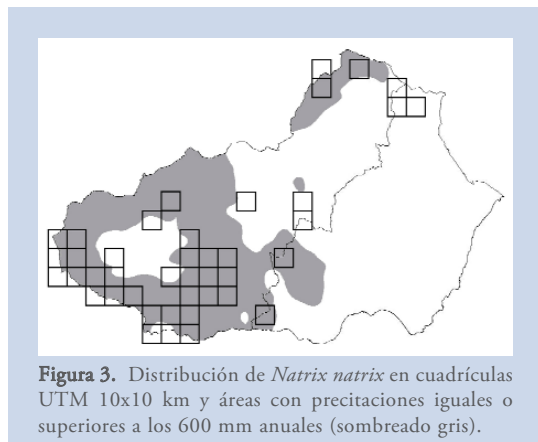 Figura 3. Distribución de Natrix natrix en cuadrículas
UTM 10x10 km y áreas con precitaciones iguales o
superiores a los 600 mm anuales (sombreado gris).